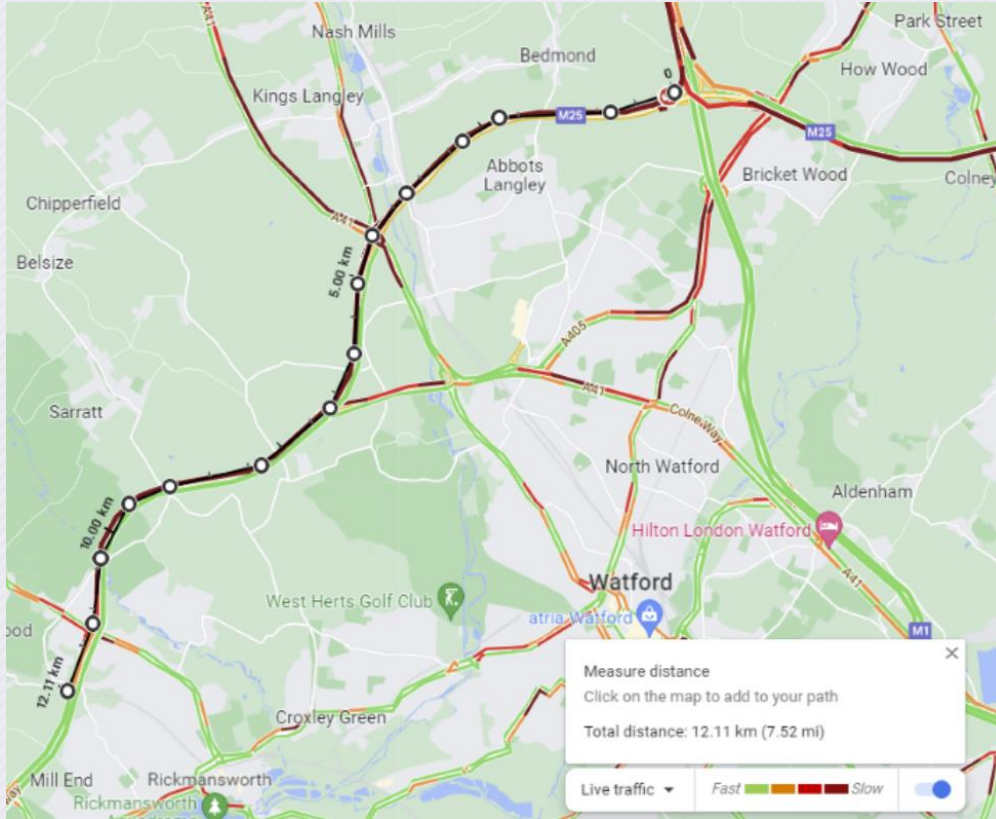 A41
Nash Mills
Park Street
Bedmond
How Wood
0
Kings Langley
M25
M25
Abbots
Langley
Bricket Wood
Colney
Chipperfield
A41
Belsize
5.00 km
A405
A41
Sarratt
Colne Way
North Watford
Aldenham
10.00 km
Hilton London Watford
A41
Watford
West Herts Golf Club
atria Watford
ood
M1
12.11 km
Measure distance
Click on the map to add to your path
Total distance: 12.11 km (7.52 mi)
Croxley Green
Mill End
Rickmansworth
Rickmansworth
way
Live traffic
Fast
Slow